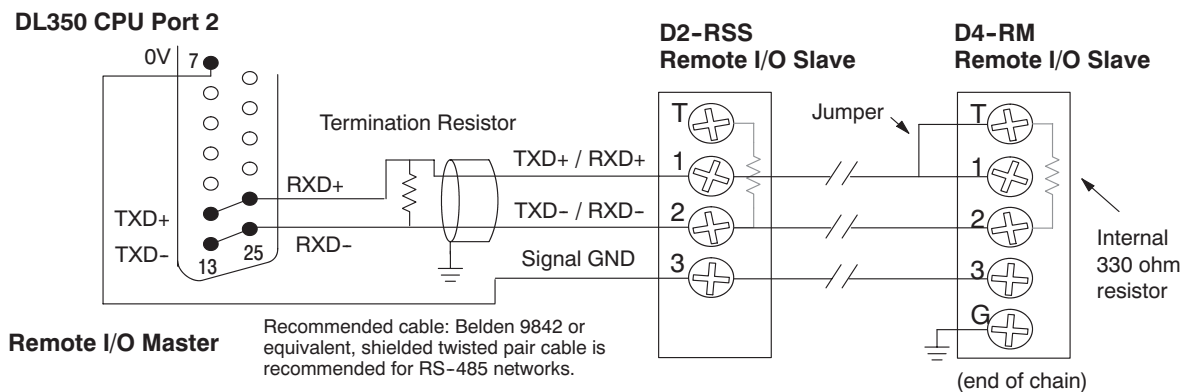 DL350 CPU Port 2
0V
7
TXD+
TXD-
13
25
RXD+
RXD-
Termination Resistor
TXD+ / RXD+
TXD- / RXD-
Signal GND
D2-RSS
Remote I/O Slave
T
1
2
3
Jumper
D4-RM
Remote I/O Slave
T
1
2
3
G
Internal
330 ohm
resistor
(end of chain)
Remote I/O Master
Recommended cable: Belden 9842 or
equivalent, shielded twisted pair cable is
recommended for RS-485 networks.